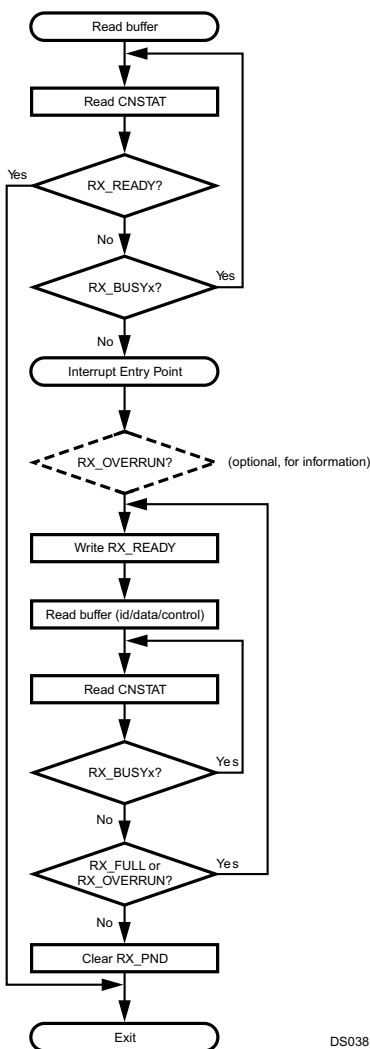 Read buffer
Read CNSTAT
Yes
RX_READY?
No
RX_BUSYx?
Yes
No
Interrupt Entry Point
RX_OVERRUN?
(optional, for information)
Write RX_READY
Read buffer (id/data/control)
Read CNSTAT
RX_BUSYx?
Yes
No
RX_FULL or
RX_OVERRUN?
Yes
No
Clear RX_PND
Exit
DS038